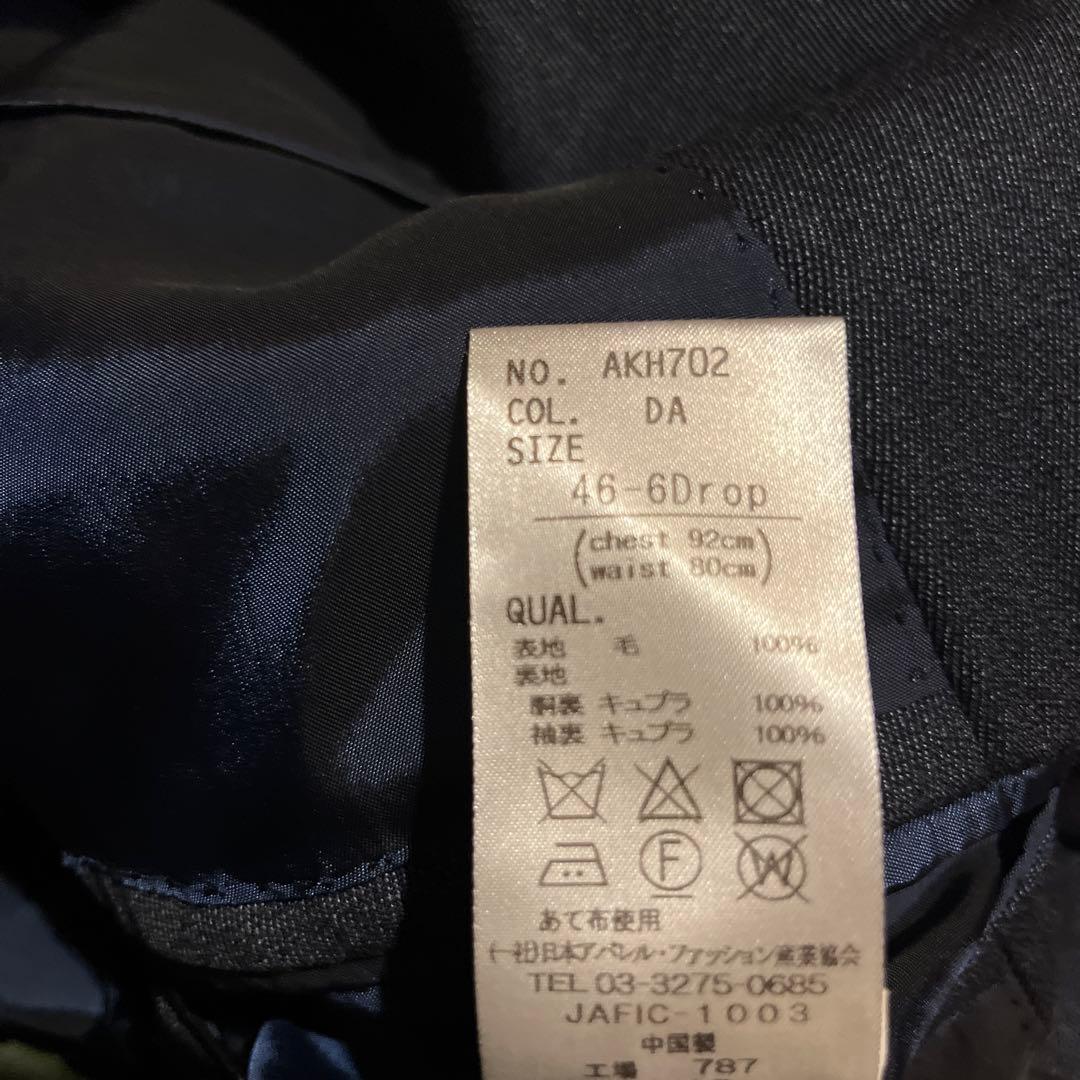 NO. AKH702
COL. DA
SIZE
46-6Drop
(chest 92cm
waist 80cm)
QUAL.
表地 毛 100%
裏地
胴裏 キュプラ 100%
袖裏 キュプラ 100%
F W
あて布使用
(一社)日本アパレル・ファッション産業協会
TEL 03-3275-0685
JAFIC-1003
中国製
工場 787